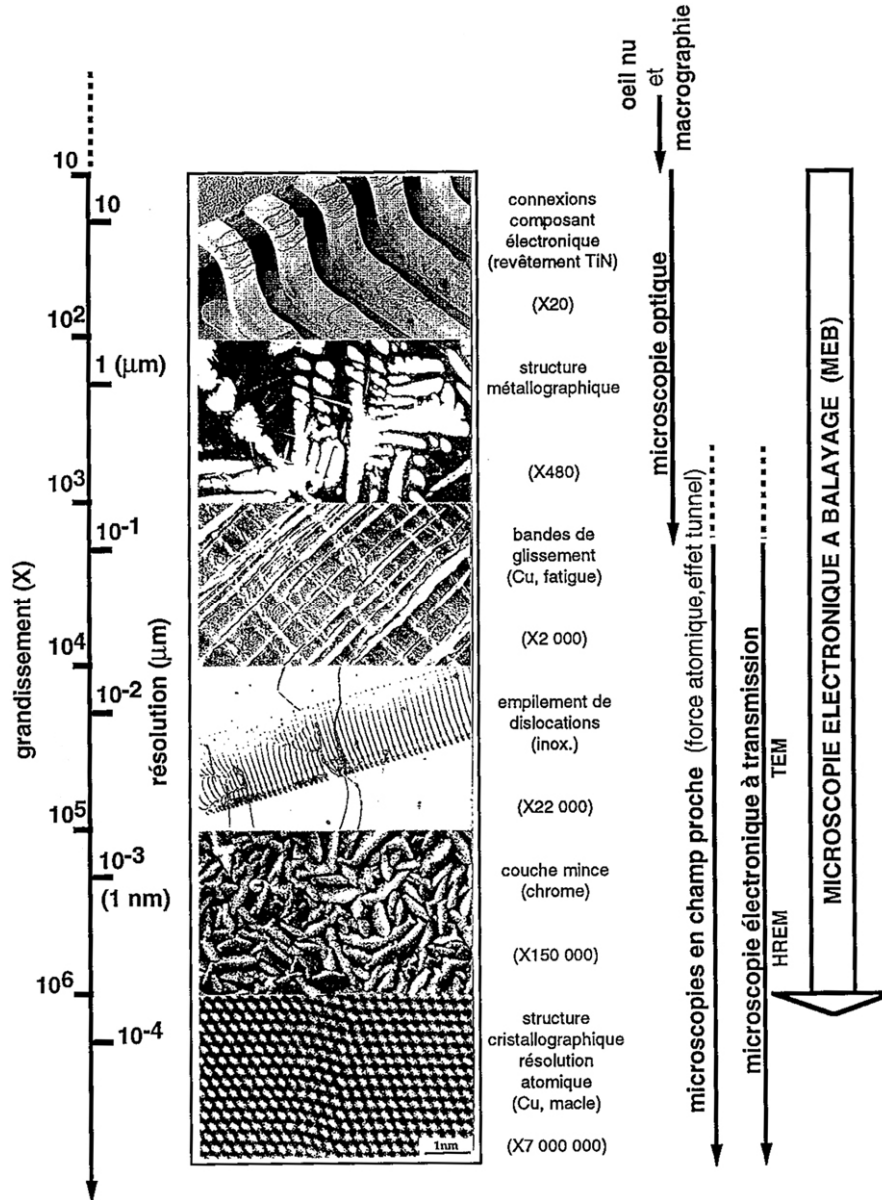 oeil nu
et
macrographie
grandissement (X)
10
10²
10³
10⁴
10⁵
10⁶
résolution (µm)
10
1 (µm)
10⁻¹
10⁻²
10⁻³
(1 nm)
10⁻⁴
connexions
composant
électronique
(revêtement TiN)
(X20)
structure
métallographique
(X480)
bandes de
glissement
(Cu, fatigue)
(X2 000)
empilement de
dislocations
(inox.)
(X22 000)
couche mince
(chrome)
(X150 000)
structure
cristallographique
résolution
atomique
(Cu, macle)
(X7 000 000)
1nm
microscopie optique
microscopies en champ proche (force atomique,effet tunnel)
microscopie électronique à transmission
HREM
TEM
MICROSCOPIE ELECTRONIQUE A BALAYAGE (MEB)